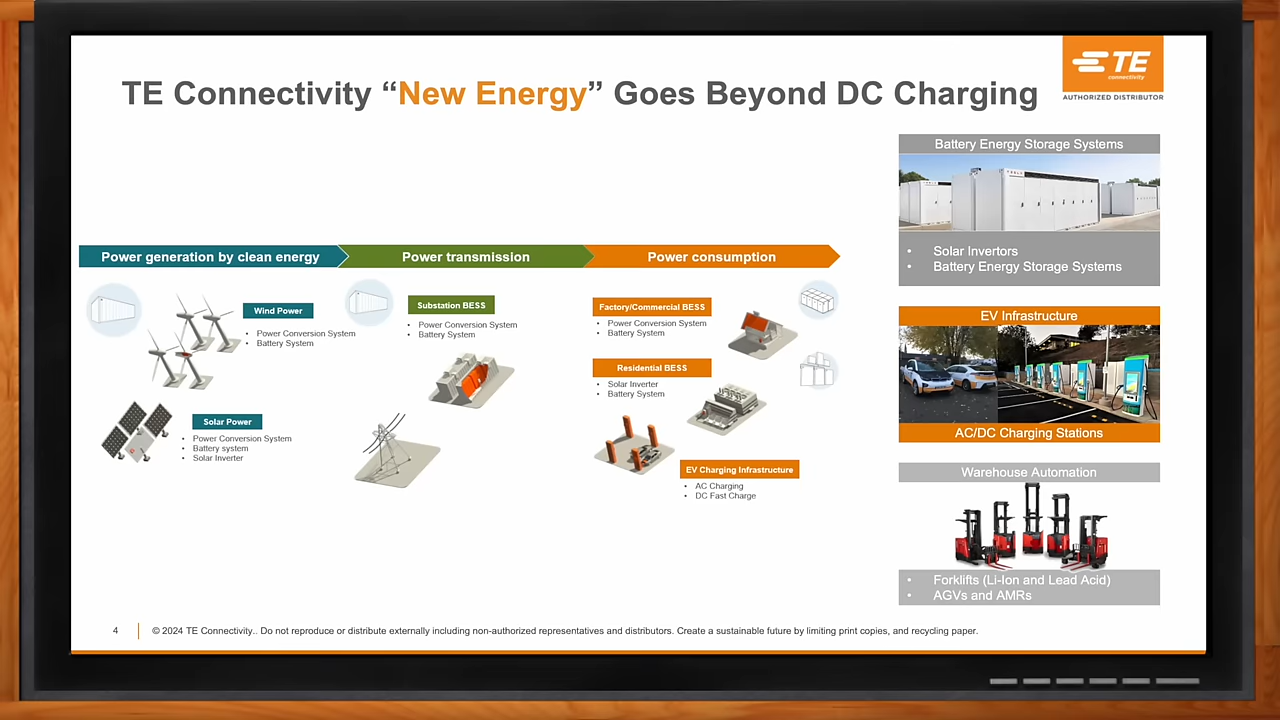 TE Connectivity “New Energy” Goes Beyond DC Charging
TE
connectivity
AUTHORIZED DISTRIBUTOR
Power generation by clean energy
Power transmission
Power consumption
Wind Power
• Power Conversion System
• Battery System
Solar Power
• Power Conversion System
• Battery system
• Solar Inverter
Substation BESS
• Power Conversion System
• Battery System
Factory/Commercial BESS
• Power Conversion System
• Battery System
Residential BESS
• Solar Inverter
• Battery System
EV Charging Infrastructure
• AC Charging
• DC Fast Charge
Battery Energy Storage Systems
TESLA
• Solar Invertors
• Battery Energy Storage Systems
EV Infrastructure
AC/DC Charging Stations
Warehouse Automation
• Forklifts (Li-Ion and Lead Acid)
• AGVs and AMRs
4
© 2024 TE Connectivity.. Do not reproduce or distribute externally including non-authorized representatives and distributors. Create a sustainable future by limiting print copies, and recycling paper.